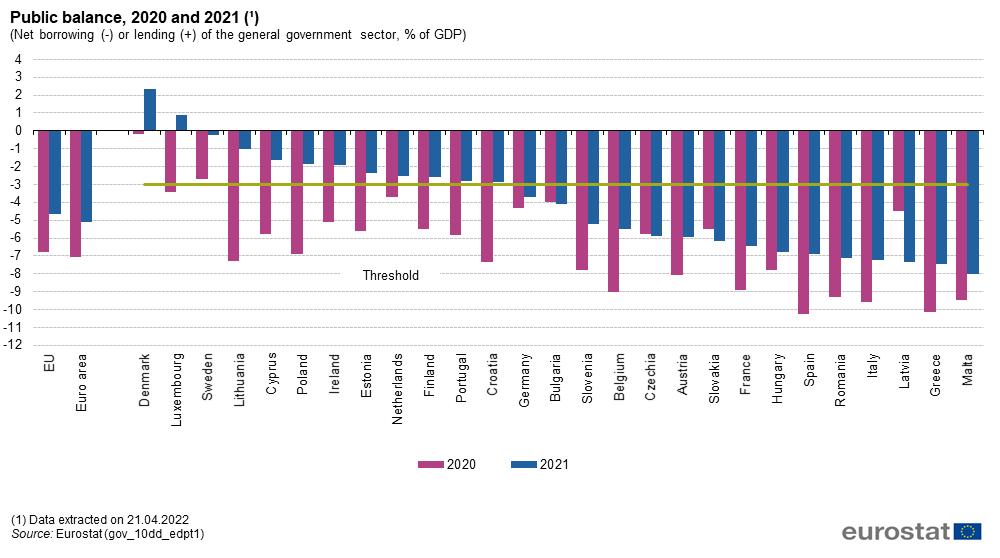 Public balance, 2020 and 2021 (¹)
(Net borrowing (-) or lending (+) of the general government sector, % of GDP)
4
3
2
1
0
-1
-2
-3
-4
-5
-6
-7
-8
-9
-10
-11
-12
Threshold
EU
Euro area
Denmark
Luxembourg
Sweden
Lithuania
Cyprus
Poland
Ireland
Estonia
Netherlands
Finland
Portugal
Croatia
Germany
Bulgaria
Slovenia
Belgium
Czechia
Austria
Slovakia
France
Hungary
Spain
Romania
Italy
Latvia
Greece
Malta
2020
2021
(1) Data extracted on 21.04.2022
Source: Eurostat (gov_10dd_edpt1)
eurostat